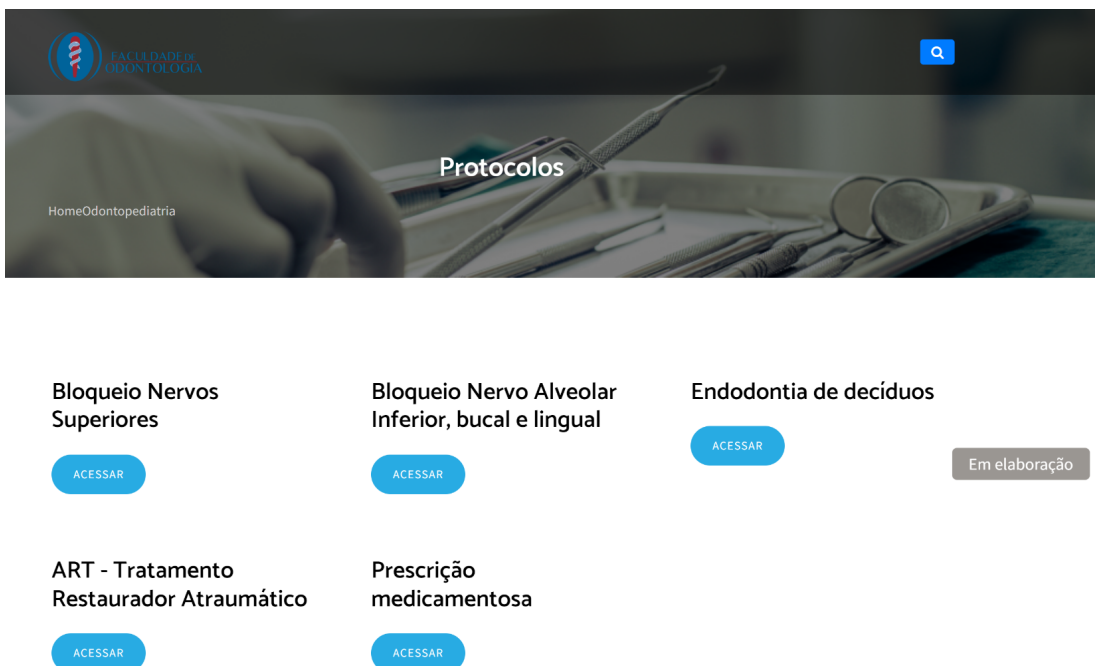 FACULDADE DE
ODONTOLOGIA
Protocolos
HomeOdontopediatria
Bloqueio Nervos
Superiores
ACESSAR
Bloqueio Nervo Alveolar
Inferior, bucal e lingual
ACESSAR
Endodontia de decíduos
ACESSAR
Em elaboração
ART - Tratamento
Restaurador Atraumático
ACESSAR
Prescrição
medicamentosa
ACESSAR